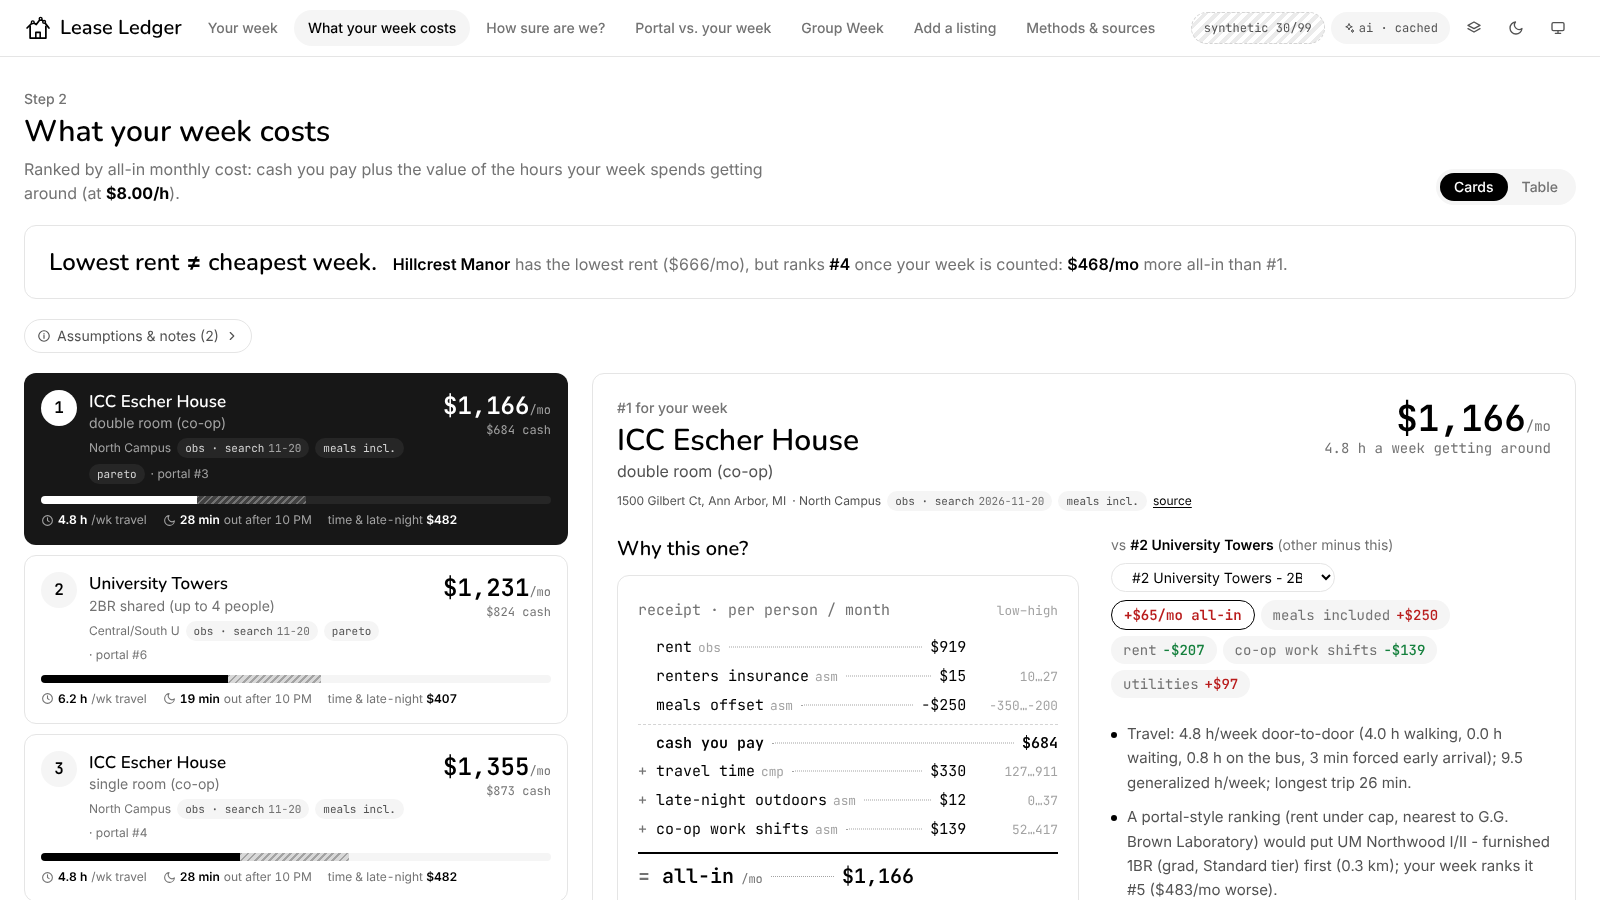 Lease Ledger
Your week
What your week costs
How sure are we?
Portal vs. your week
Group Week
Add a listing
Methods & sources
synthetic 30/99
ai · cached
Step 2
What your week costs
Ranked by all-in monthly cost: cash you pay plus the value of the hours your week spends getting
around (at $8.00/h).
Cards
Table
Lowest rent ≠ cheapest week. Hillcrest Manor has the lowest rent ($666/mo), but ranks #4 once your week is counted: $468/mo more all-in than #1.
Assumptions & notes (2)
1
ICC Escher House
$1,166/mo
double room (co-op)
$684 cash
North Campus obs · search 11-20 meals incl.
pareto · portal #3
4.8 h /wk travel 28 min out after 10 PM time & late-night $482
2
University Towers
$1,231/mo
2BR shared (up to 4 people)
$824 cash
Central/South U obs · search 11-20 pareto
· portal #6
6.2 h /wk travel 19 min out after 10 PM time & late-night $407
3
ICC Escher House
$1,355/mo
single room (co-op)
$873 cash
North Campus obs · search 11-20 meals incl.
· portal #4
4.8 h /wk travel 28 min out after 10 PM time & late-night $482
#1 for your week
ICC Escher House
$1,166/mo
4.8 h a week getting around
double room (co-op)
1500 Gilbert Ct, Ann Arbor, MI · North Campus obs · search 2026-11-20 meals incl. source
Why this one?
receipt · per person / month low-high
rent obs $919
renters insurance asm $15 10…27
meals offset asm -$250 -350…-200
cash you pay $684
+ travel time cmp $330 127…911
+ late-night outdoors asm $12 0…37
+ co-op work shifts asm $139 52…417
= all-in /mo $1,166
vs #2 University Towers (other minus this)
#2 University Towers - 2B
+$65/mo all-in meals included +$250
rent -$207 co-op work shifts -$139
utilities +$97
• Travel: 4.8 h/week door-to-door (4.0 h walking, 0.0 h
waiting, 0.8 h on the bus, 3 min forced early arrival); 9.5
generalized h/week; longest trip 26 min.
• A portal-style ranking (rent under cap, nearest to G.G.
Brown Laboratory) would put UM Northwood I/II - furnished
1BR (grad, Standard tier) first (0.3 km); your week ranks it
#5 ($483/mo worse).